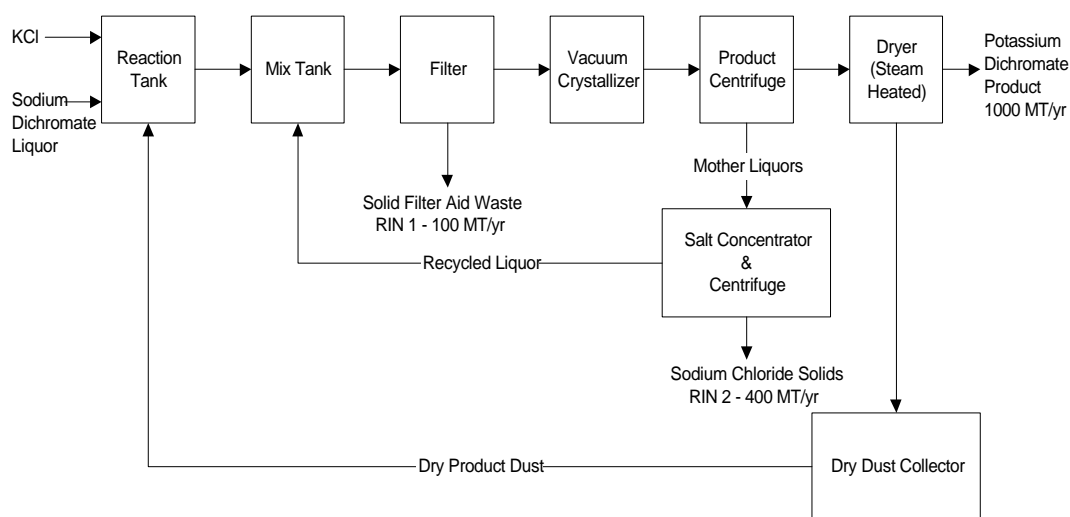 KCl
Sodium
Dichromate
Liquor
Reaction
Tank
Mix Tank
Filter
Vacuum
Crystallizer
Product
Centrifuge
Dryer
(Steam
Heated)
Potassium
Dichromate
Product
1000 MT/yr
Mother Liquors
Solid Filter Aid Waste
RIN 1 - 100 MT/yr
Salt Concentrator
&
Centrifuge
Recycled Liquor
Sodium Chloride Solids
RIN 2 - 400 MT/yr
Dry Product Dust
Dry Dust Collector